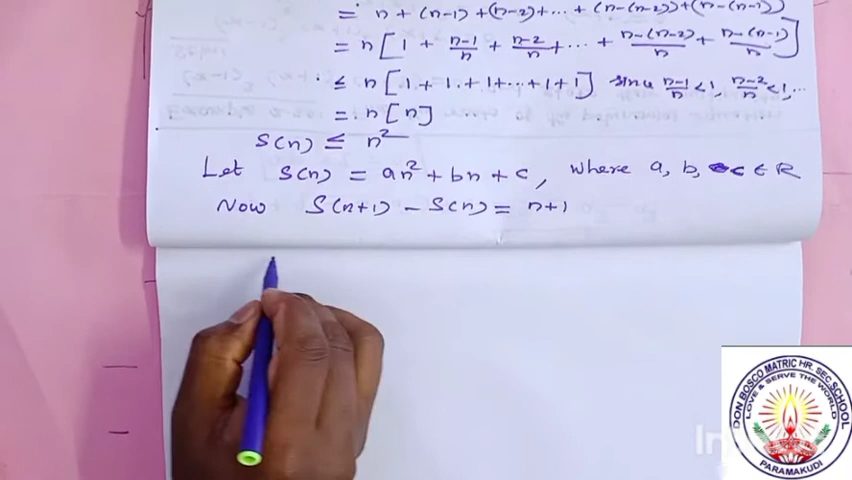 = n + (n-1) + (n-2) + ... + (n-(n-2)) + (n-(n-1))
= n [ 1 + n-1/n + n-2/n + ... + n-(n-2)/n + n-(n-1)/n ]
≤ n [ 1 + 1 + 1 + ... + 1 + 1 ] since n-1/n < 1, n-2/n < 1, ...
= n [ n ]
S(n) ≤ n²
Let S(n) = an² + bn + c, where a, b, c ∈ R
Now S(n+1) - S(n) = n+1
DON BOSCO MATRIC HR. SEC. SCHOOL
LOVE & SERVE THE WORLD
PARAMAKUDI